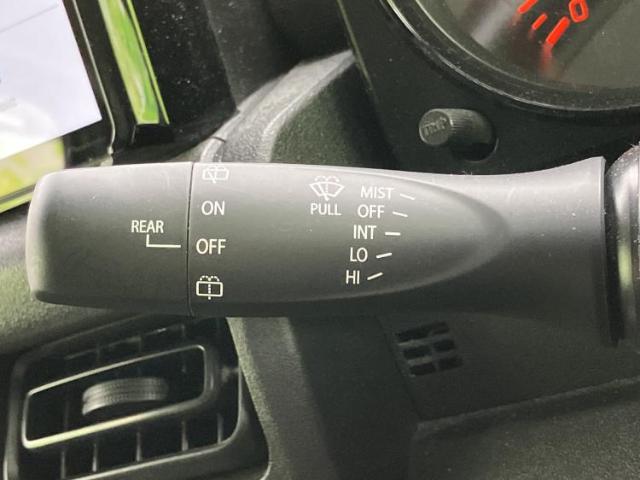 REAR
ON
OFF
PULL
MIST
OFF
INT
LO
HI